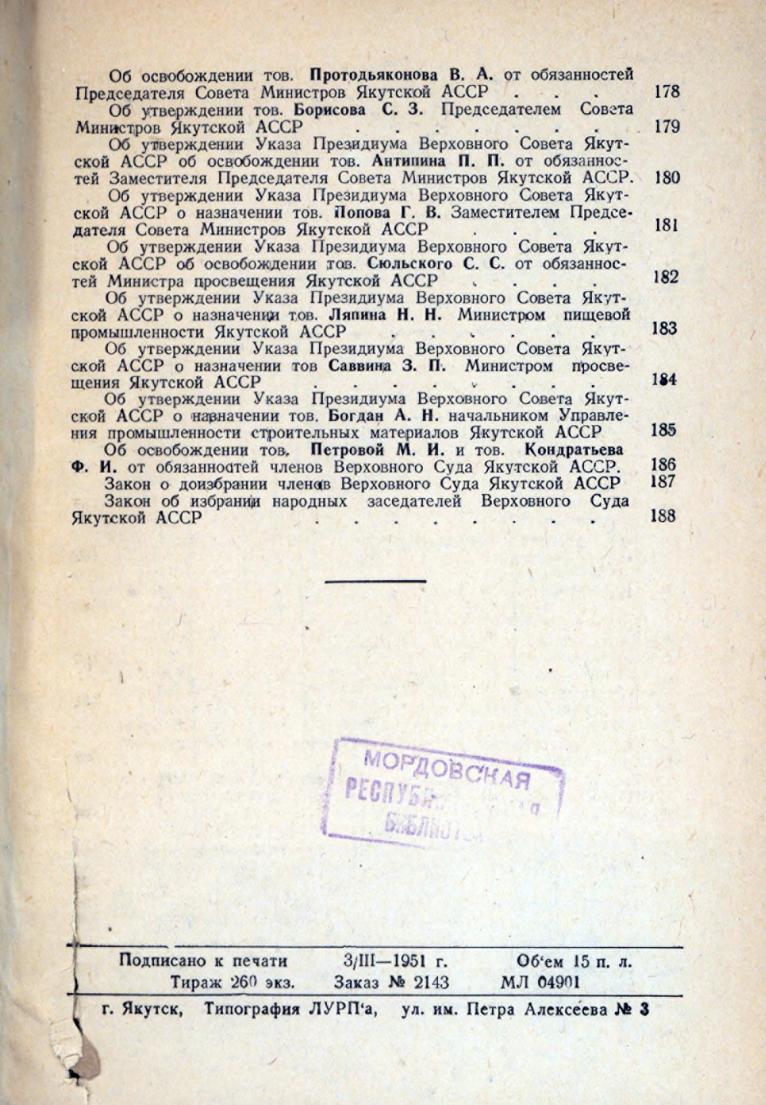 Об освобождении тов. Протодьяконова В. А. от обязанностей
Председателя Совета Министров Якутской АССР . . . 178
Об утверждении тов. Борисова С. З. Председателем Совета
Министров Якутской АССР . . . . . . . 179
Об утверждении Указа Президиума Верховного Совета Якут-
ской АССР об освобождении тов. Антипина П. П. от обязаннос-
тей Заместителя Председателя Совета Министров Якутской АССР. 180
Об утверждении Указа Президиума Верховного Совета Якут-
ской АССР о назначении тов. Попова Г. В. Заместителем Предсе-
дателя Совета Министров Якутской АССР . . . . 181
Об утверждении Указа Президиума Верховного Совета Якут-
ской АССР об освобождении тов. Сюльского С. С. от обязаннос-
тей Министра просвещения Якутской АССР . . . . 182
Об утверждении Указа Президиума Верховного Совета Якут-
ской АССР о назначении тов. Ляпина Н. Н. Министром пищевой
промышленности Якутской АССР . . . . . . 183
Об утверждении Указа Президиума Верховного Совета Якут-
ской АССР о назначении тов Саввина З. П. Министром просве-
щения Якутской АССР . . . . . . . . 184
Об утверждении Указа Президиума Верховного Совета Якут-
ской АССР о назначении тов. Богдан А. Н. начальником Управле-
ния промышленности строительных материалов Якутской АССР 185
Об освобождении тов. Петровой М. И. и тов. Кондратьева
Ф. И. от обязанностей членов Верховного Суда Якутской АССР. 186
Закон о доизбрании членов Верховного Суда Якутской АССР 187
Закон об избрании народных заседателей Верховного Суда
Якутской АССР . . . . . . . . 188
МОРДОВСКАЯ
Подписано к печати 3/III—1951 г. Об‘ем 15 п. л.
Тираж 260 экз. Заказ № 2143 МЛ 04901
г. Якутск, Типография ЛУРП‘а, ул. им. Петра Алексеева № 3